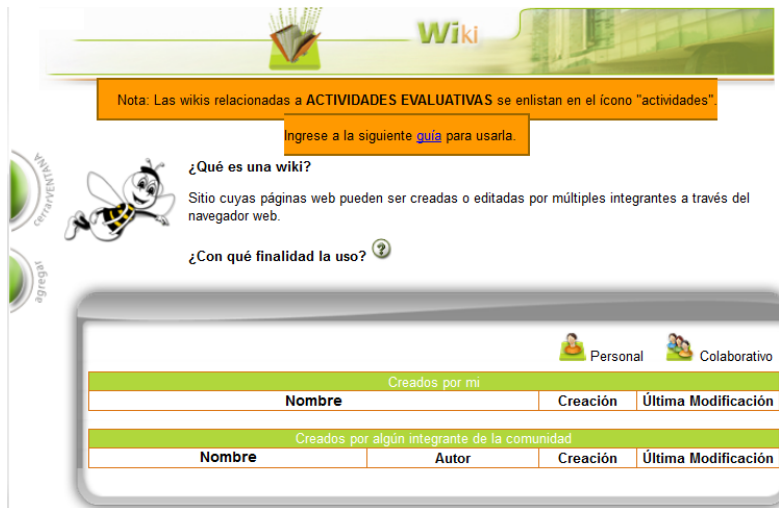 Wiki
Nota: Las wikis relacionadas a ACTIVIDADES EVALUATIVAS se enlistan en el ícono "actividades".
Ingrese a la siguiente guía para usarla.
cerrarVENTANA
¿Qué es una wiki?
Sitio cuyas páginas web pueden ser creadas o editadas por múltiples integrantes a través del
navegador web.
¿Con qué finalidad la uso? ?
agregar
Personal Colaborativo
Creados por mi
Nombre Creación Última Modificación
Creados por algún integrante de la comunidad
Nombre Autor Creación Última Modificación